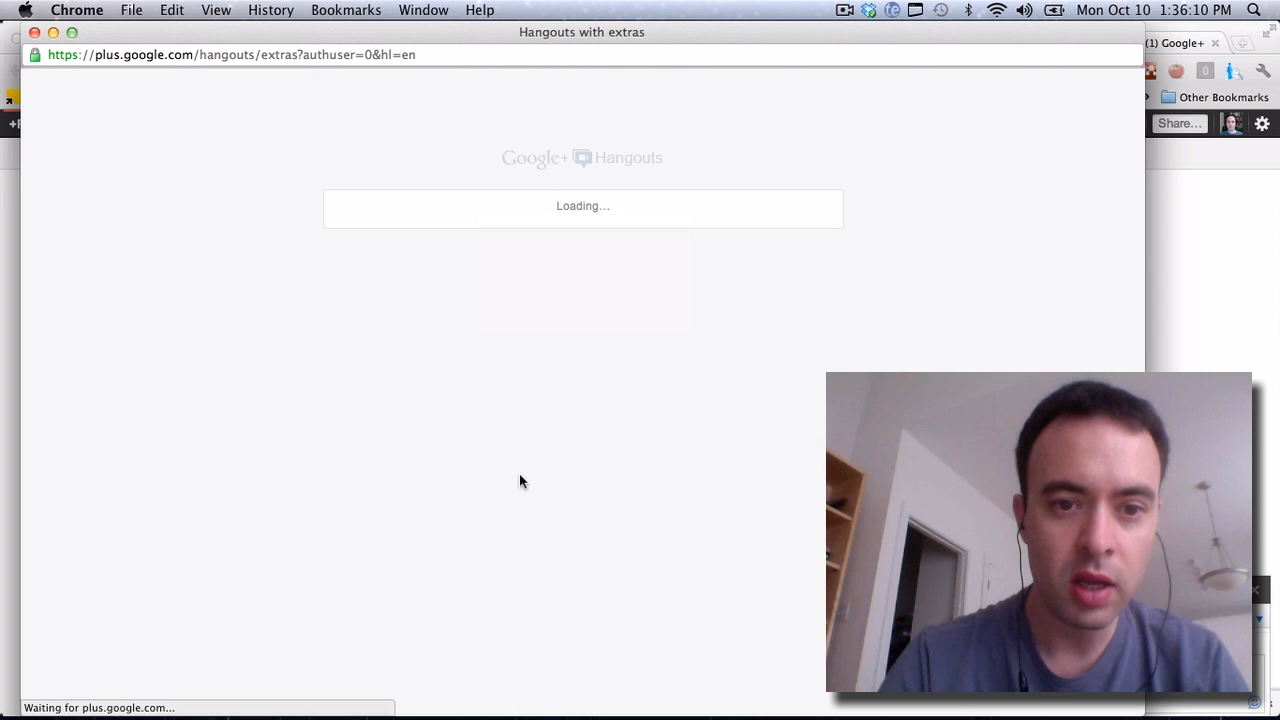 Chrome File Edit View History Bookmarks Window Help Mon Oct 10 1:36:10 PM
Hangouts with extras
(1) Google+
https://plus.google.com/hangouts/extras?authuser=0&hl=en
0
Other Bookmarks
Share...
Google+ Hangouts
Loading...
Waiting for plus.google.com...